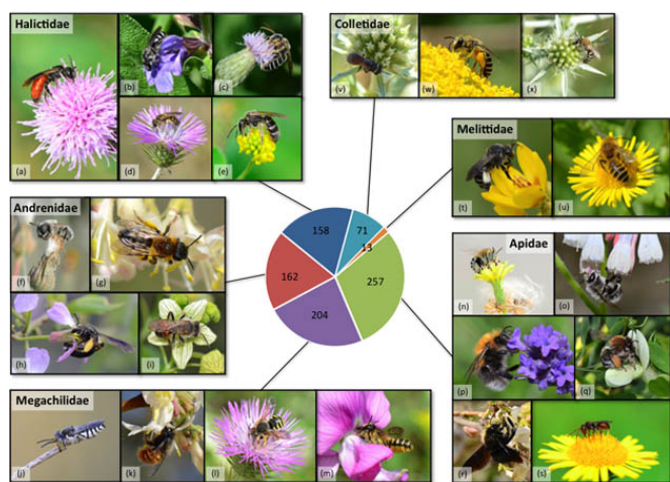 Halictidae
(a)
(b)
(c)
(d)
(e)
Colletidae
(v)
(w)
(x)
Melittidae
(t)
(u)
Andrenidae
(f)
(g)
(h)
(i)
158
71
13
162
257
204
Apidae
(n)
(o)
(p)
(q)
(r)
(s)
Megachilidae
(j)
(k)
(l)
(m)